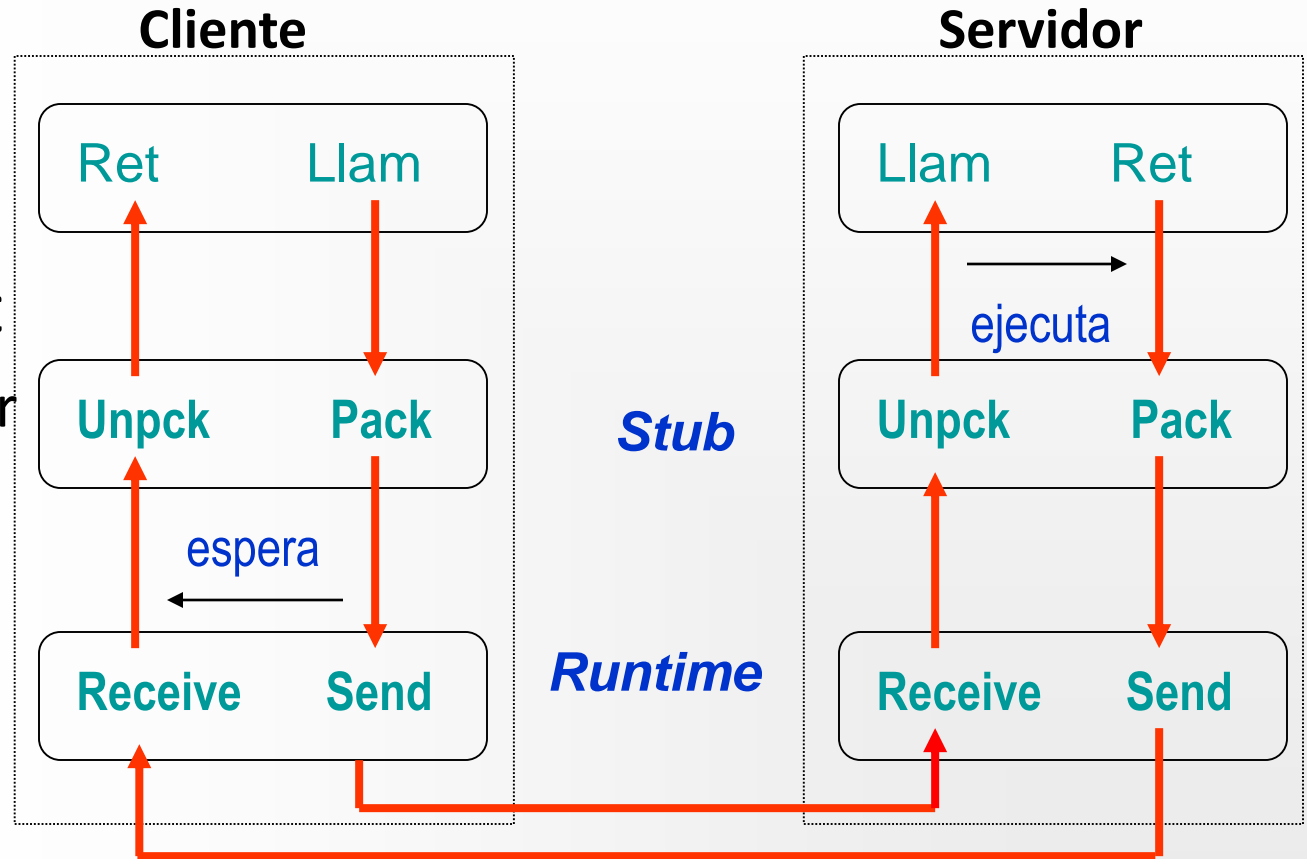 Cliente Servidor
Ret Llam Llam Ret
ejecuta
Unpck Pack Stub Unpck Pack
espera
Runtime
Receive Send Receive Send